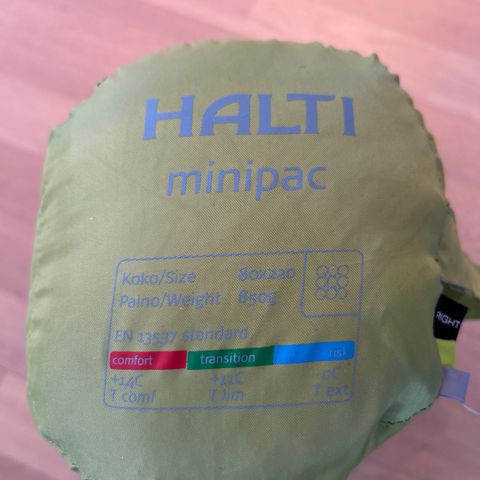 HALTI
minipac
Koko/Size 80x220
Paino/Weight 850g
EN 13537 standard
comfort transition risk
+14C +11C 0C
T comf T lim T ext
RIGHT